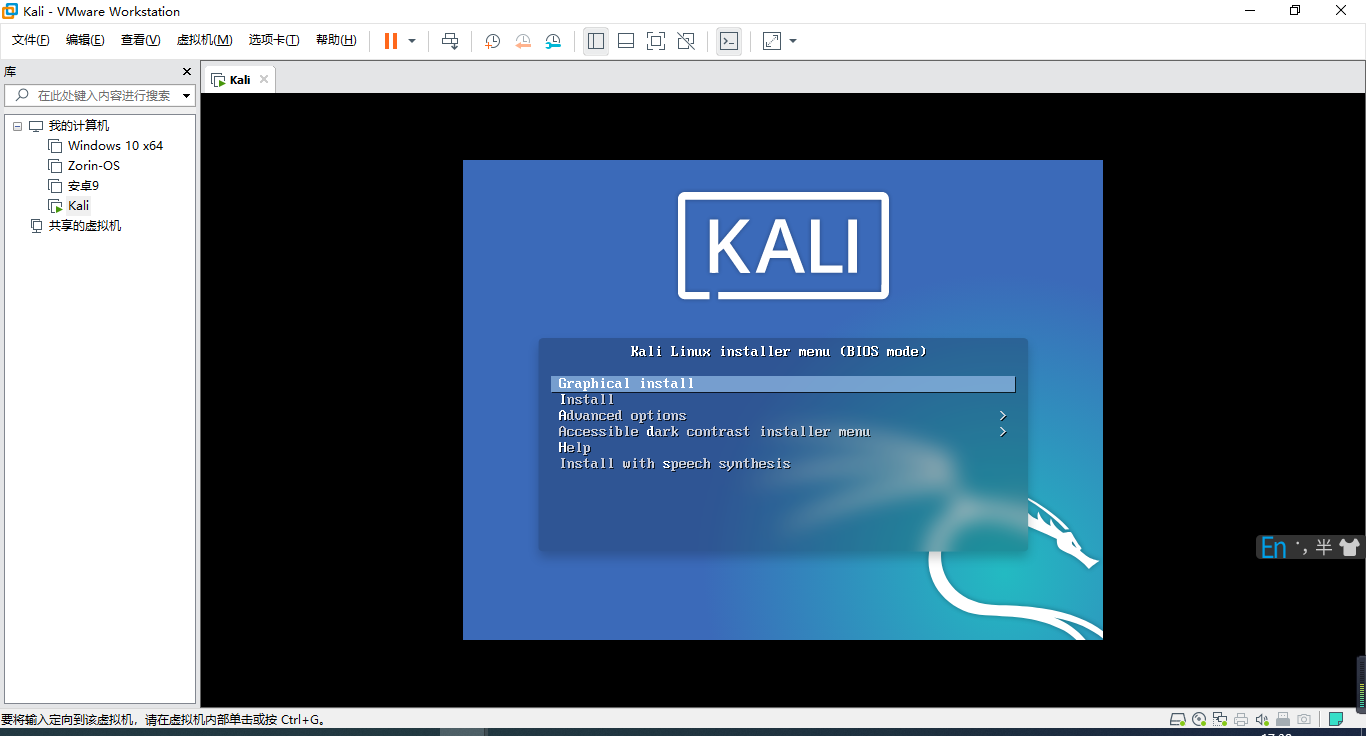 Kali - VMware Workstation
文件(F) 编辑(E) 查看(V) 虚拟机(M) 选项卡(T) 帮助(H)
库
Kali
在此处键入内容进行搜索
我的计算机
Windows 10 x64
Zorin-OS
安卓9
Kali
共享的虚拟机
KALI
Kali Linux installer menu (BIOS mode)
Graphical install
Install
Advanced options >
Accessible dark contrast installer menu >
Help
Install with speech synthesis
En 半
要将输入定向到该虚拟机，请在虚拟机内部单击或按 Ctrl+G。